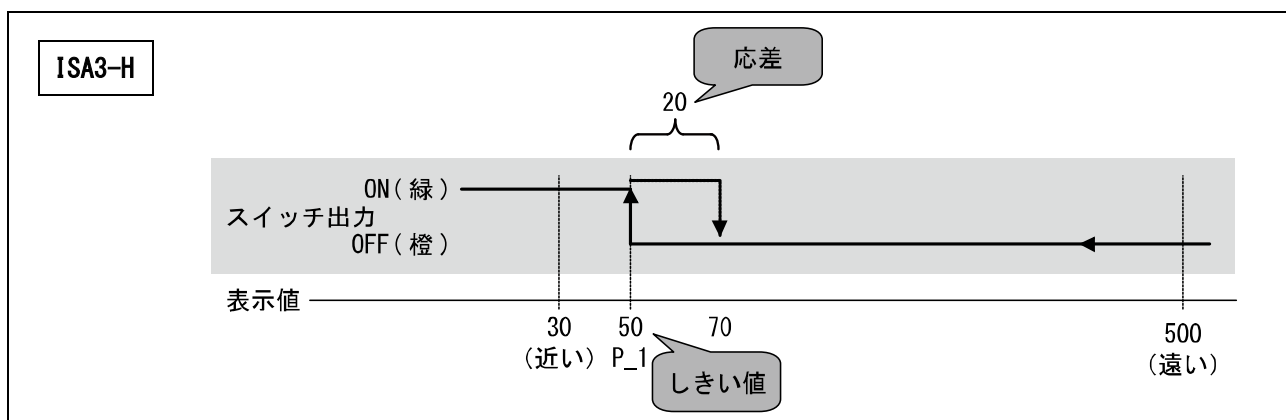 ISA3-H
応差
20
ON(緑)
スイッチ出力
OFF(橙)
表示値
30 50 70 500
(近い) P_1 (遠い)
しきい値